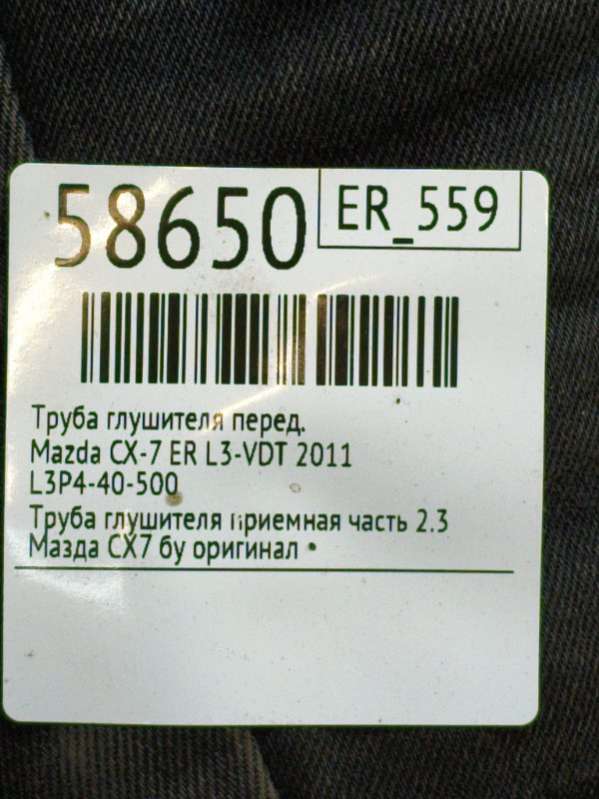 58650
ER_559
Труба глушителя перед.
Mazda CX-7 ER L3-VDT 2011
L3P4-40-500
Труба глушителя приемная часть 2.3
Мазда СХ7 бу оригинал •